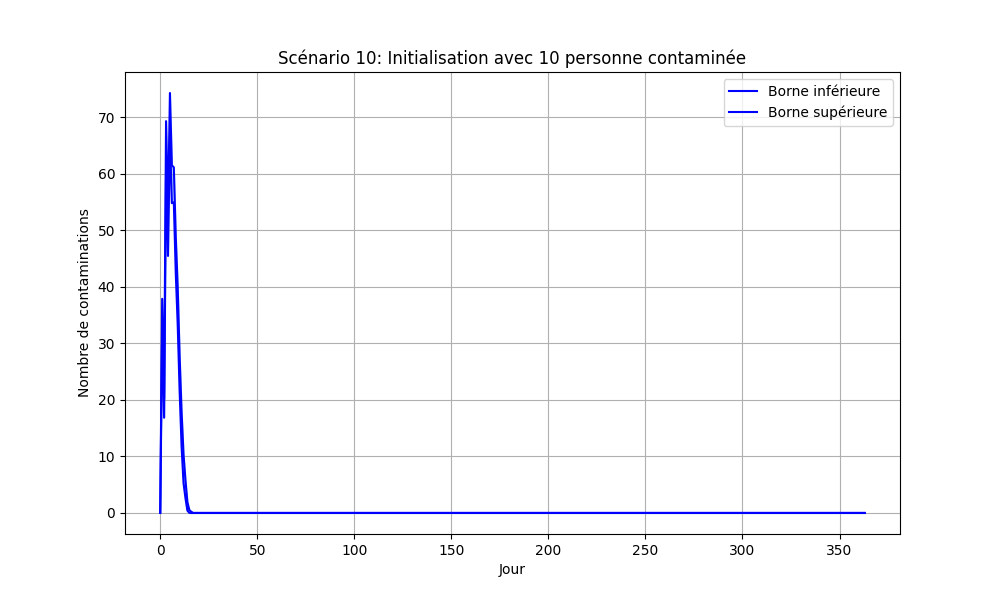 Scénario 10: Initialisation avec 10 personne contaminée
Borne inférieure
Borne supérieure
Nombre de contaminations
70
60
50
40
30
20
10
0
0 50 100 150 200 250 300 350
Jour